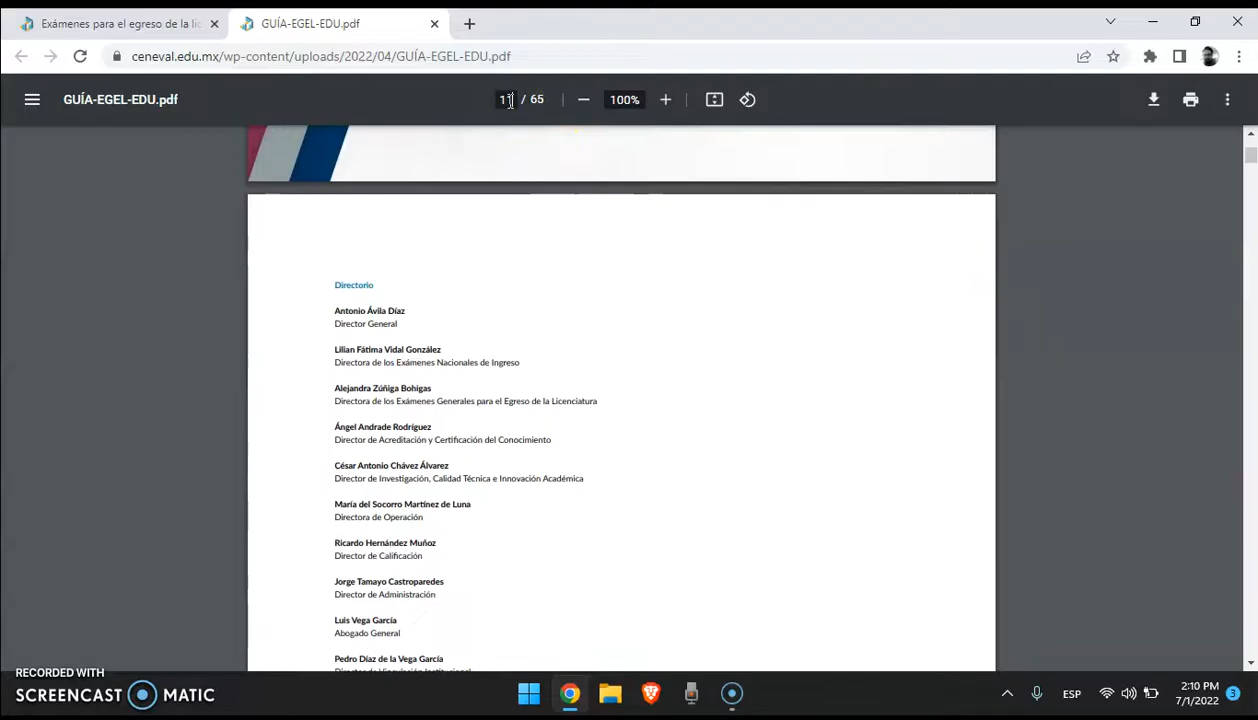 Exámenes para el egreso de la lic
GUÍA-EGEL-EDU.pdf
ceneval.edu.mx/wp-content/uploads/2022/04/GUÍA-EGEL-EDU.pdf
GUÍA-EGEL-EDU.pdf
/ 65
100%
Directorio
Antonio Ávila Díaz
Director General
Lilian Fátima Vidal González
Directora de los Exámenes Nacionales de Ingreso
Alejandra Zúñiga Bohigas
Directora de los Exámenes Generales para el Egreso de la Licenciatura
Ángel Andrade Rodríguez
Director de Acreditación y Certificación del Conocimiento
César Antonio Chávez Álvarez
Director de Investigación, Calidad Técnica e Innovación Académica
María del Socorro Martínez de Luna
Directora de Operación
Ricardo Hernández Muñoz
Director de Calificación
Jorge Tamayo Castroparedes
Director de Administración
Luis Vega García
Abogado General
Pedro Díaz de la Vega García
Director de Vinculación Institucional
RECORDED WITH
SCREENCAST MATIC
ESP
2:10 PM
7/1/2022
3